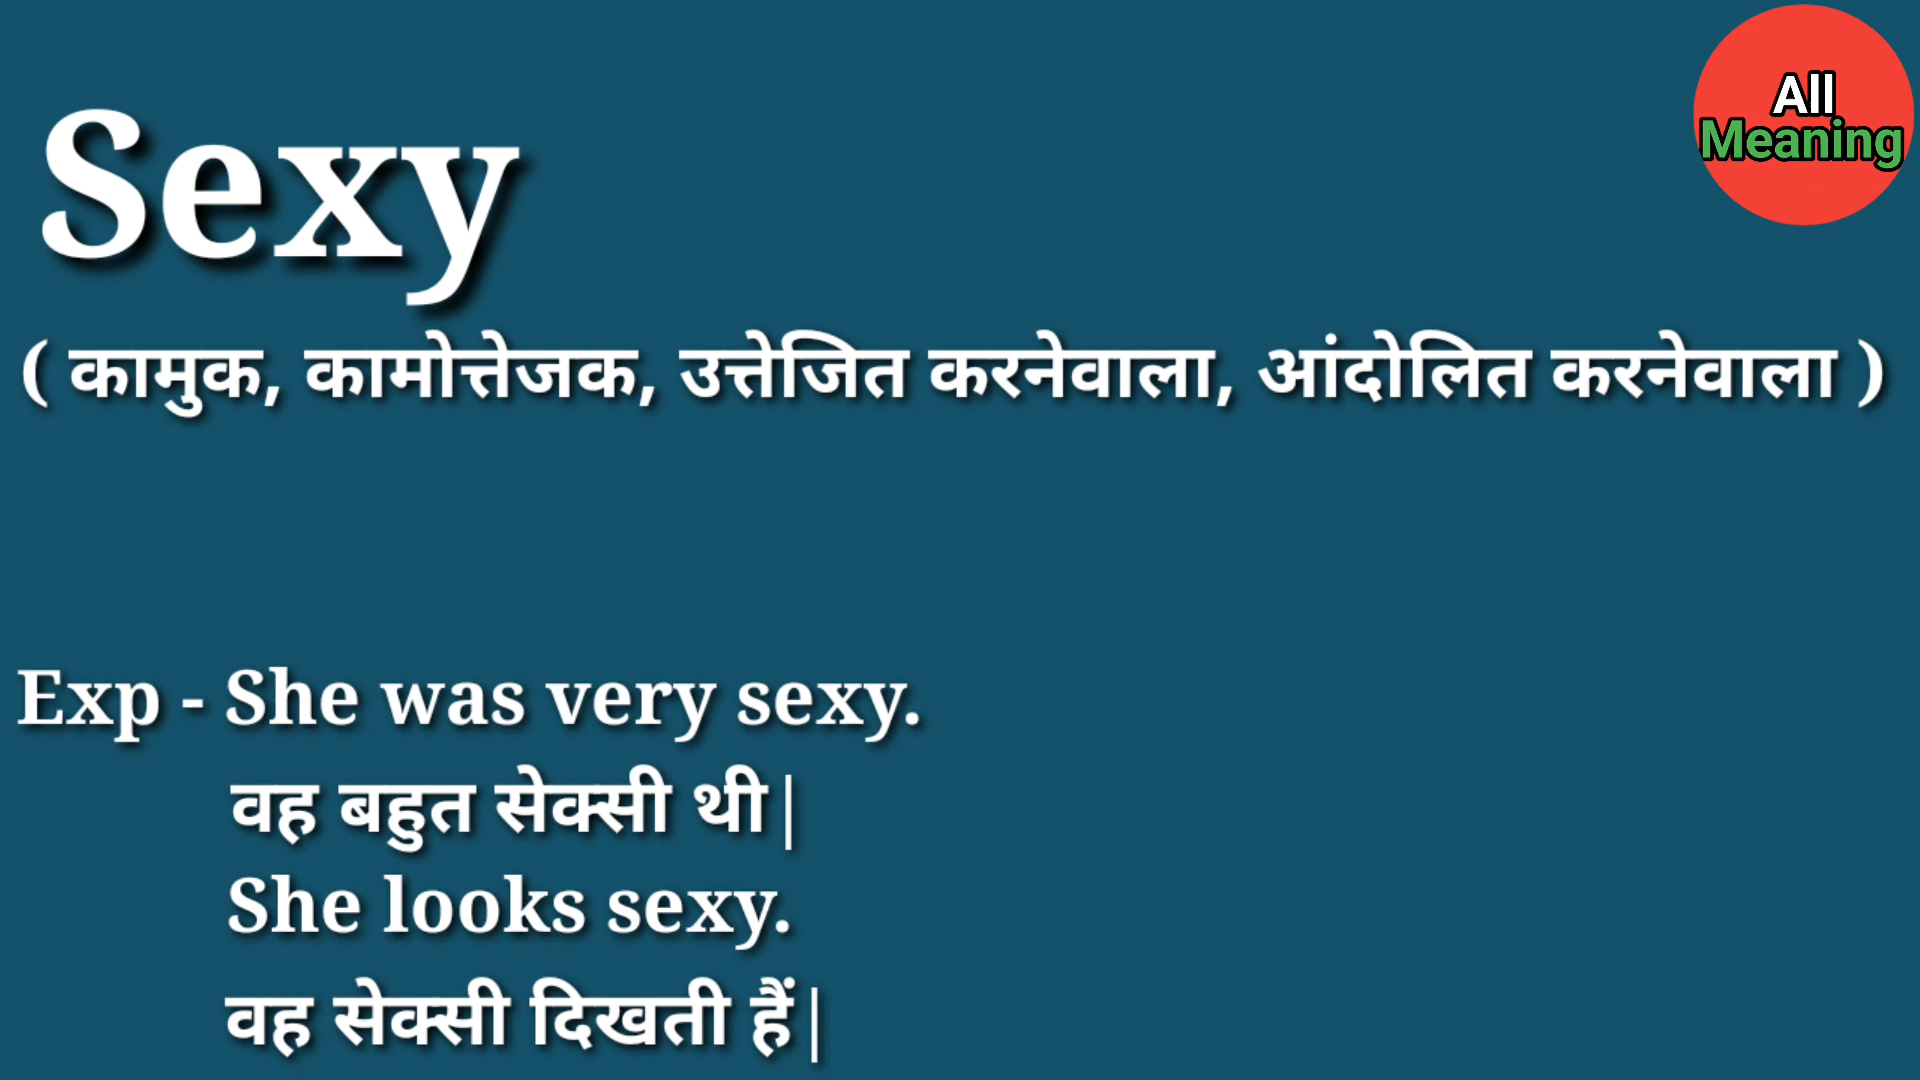 All
Meaning
Sexy
( कामुक, कामोत्तेजक, उत्तेजित करनेवाला, आंदोलित करनेवाला )
Exp - She was very sexy.
वह बहुत सेक्सी थी|
She looks sexy.
वह सेक्सी दिखती हैं|